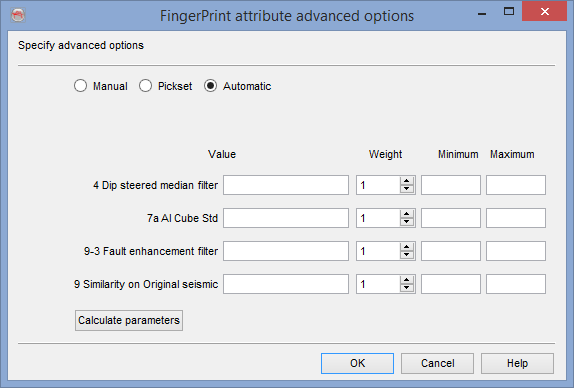 FingerPrint attribute advanced options
Specify advanced options
Manual Pickset Automatic
Value Weight Minimum Maximum
4 Dip steered median filter 1
7a AI Cube Std 1
9-3 Fault enhancement filter 1
9 Similarity on Original seismic 1
Calculate parameters
OK Cancel Help